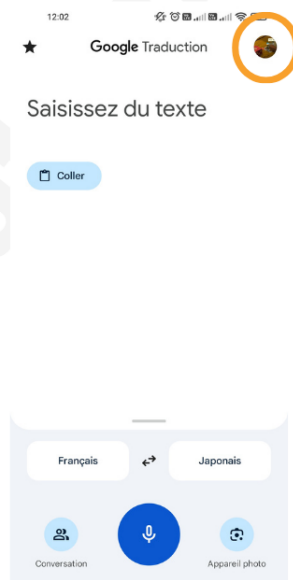 12:02
Google Traduction
Saisissez du texte
Coller
Français
Japonais
Conversation
Appareil photo